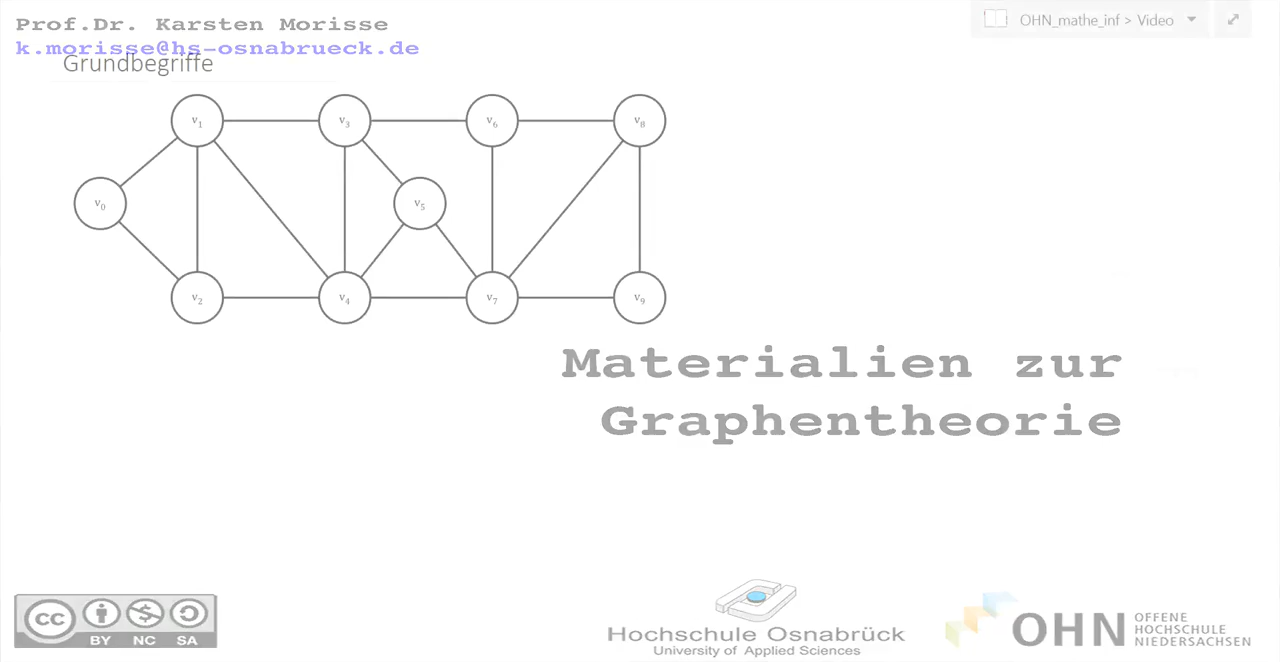 Prof.Dr. Karsten Morisse
k.morisse@hs-osnabrueck.de
OHN_mathe_inf > Video
Grundbegriffe
v1 v3 v6 v8
v0 v5
v2 v4 v7 v9
Materialien zur
Graphentheorie
CC BY NC SA
Hochschule Osnabrück
University of Applied Sciences
OHN
OFFENE
HOCHSCHULE
NIEDERSACHSEN